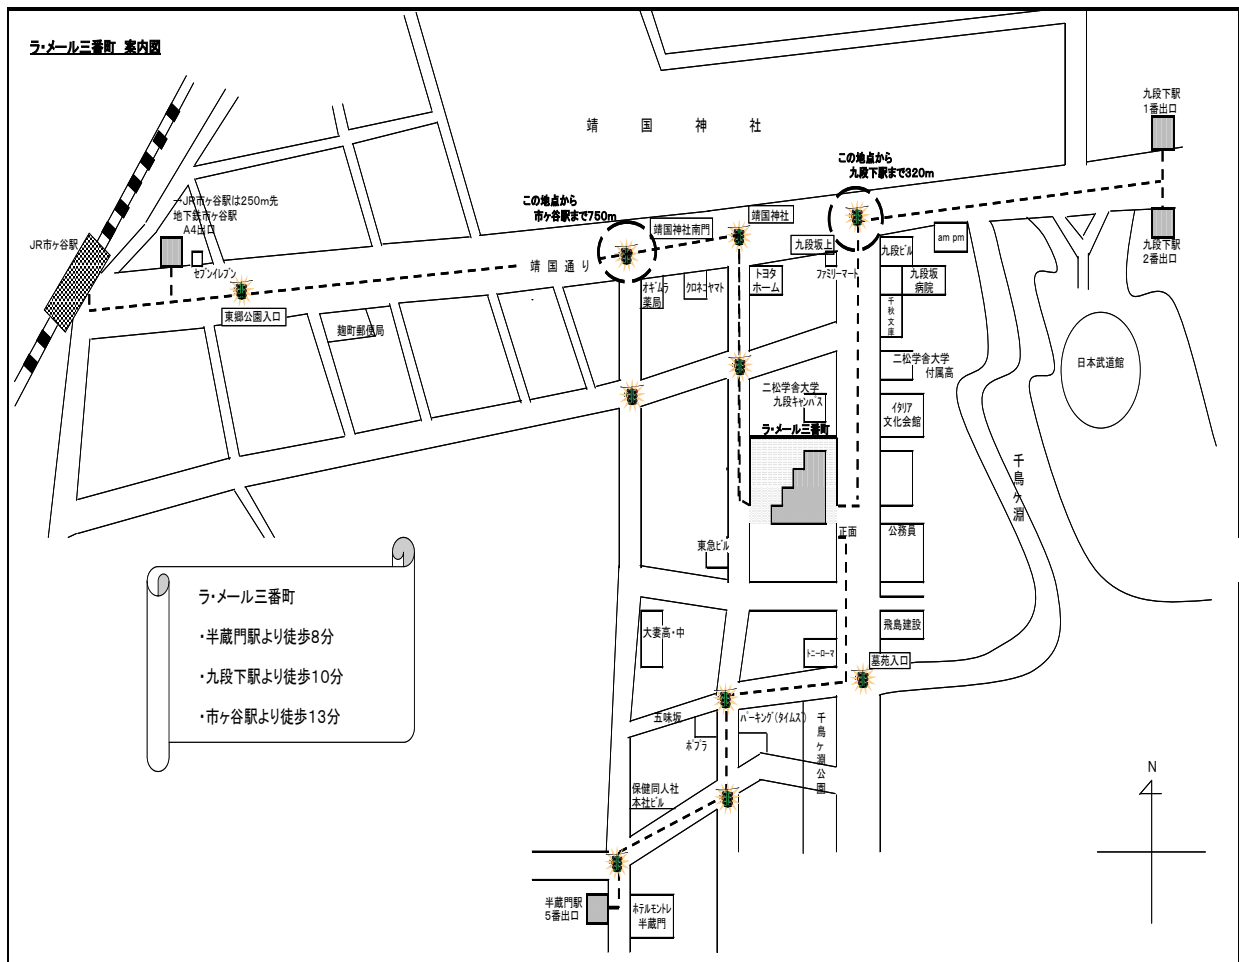 ラ・メール三番町 案内図
九段下駅
1番出口
靖国神社
この地点から
九段下駅まで320m
→JR市ヶ谷駅は250m先
地下鉄市ヶ谷駅
A4出口
この地点から
市ヶ谷駅まで750m
靖国神社南門
靖国神社
九段坂上
九段ビル
am pm
九段下駅
2番出口
JR市ヶ谷駅
セブンイレブン
靖国通り
オギムラ
薬局
クロネコヤマト
トヨタ
ホーム
ファミリーマート
九段坂
病院
千秋文庫
東郷公園入口
麹町郵便局
二松学舎大学
付属高
日本武道館
二松学舎大学
九段キャンパス
イタリア
文化会館
ラ・メール三番町
千鳥ヶ淵
正面
公務員
東急ビル
ラ・メール三番町
・半蔵門駅より徒歩8分
・九段下駅より徒歩10分
・市ヶ谷駅より徒歩13分
大妻高・中
飛島建設
トニーローマ
墓苑入口
五味坂
パーキング(タイムズ)
ポプラ
千鳥ヶ淵公園
保健同人社
本社ビル
N
半蔵門駅
5番出口
ホテルモントレ
半蔵門